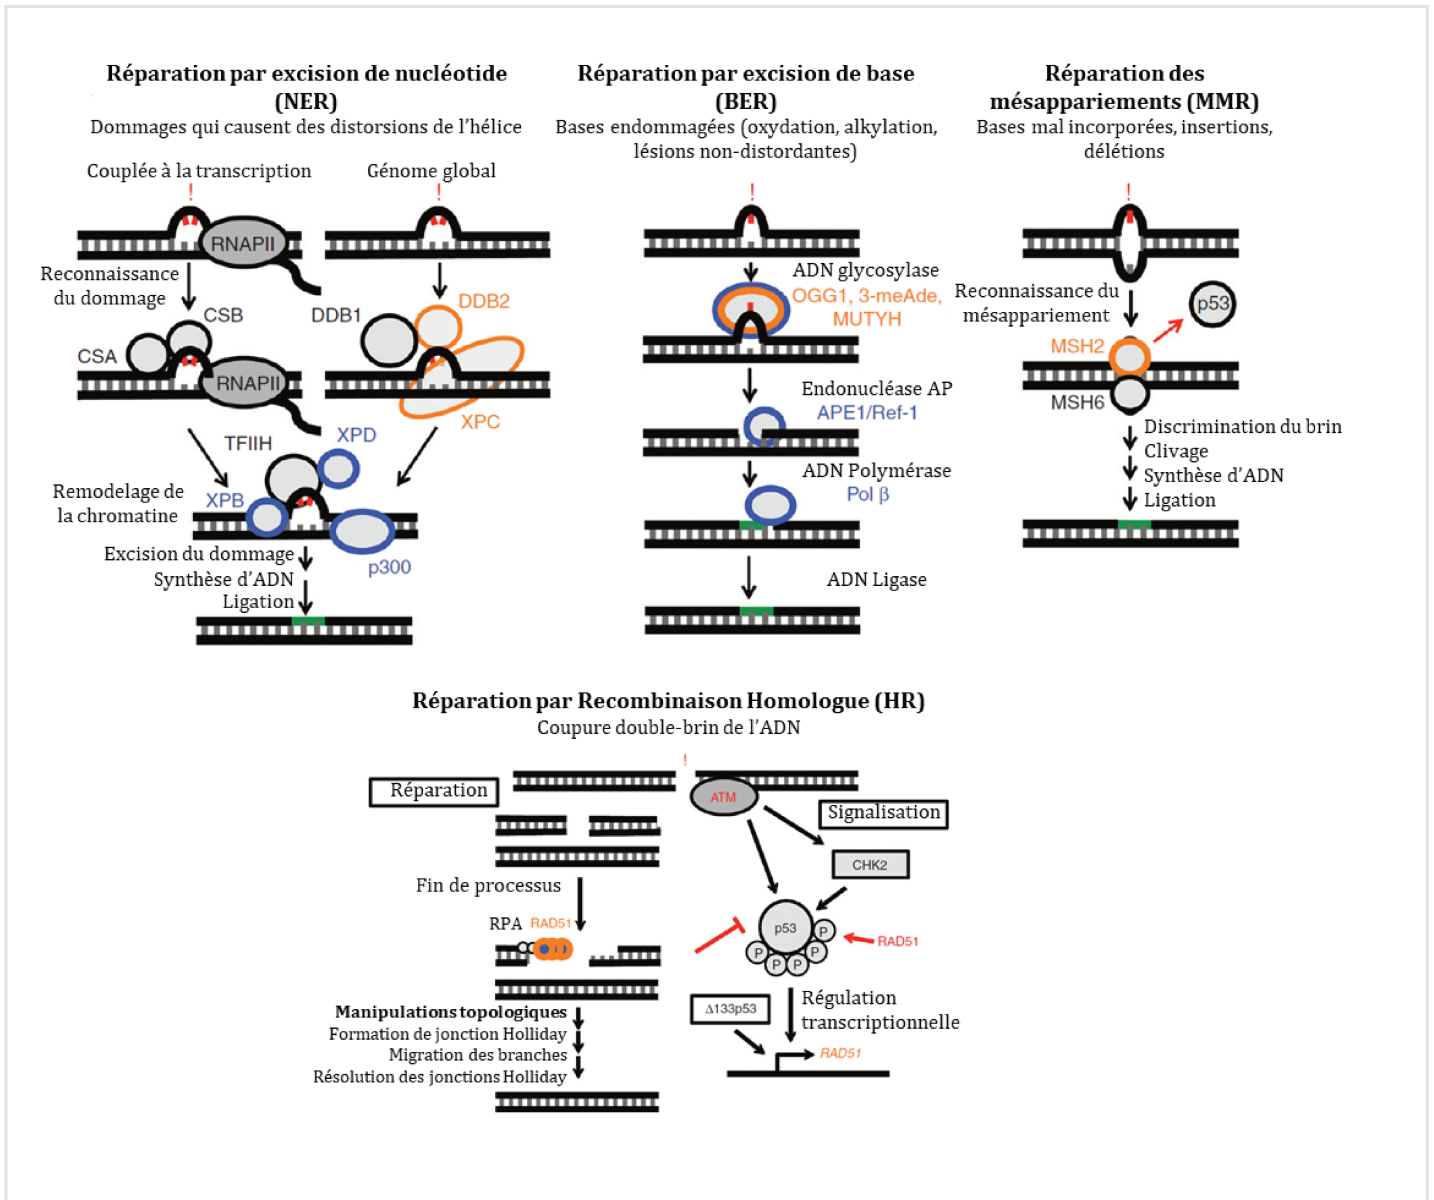 Réparation par excision de nucléotide
(NER)
Dommages qui causent des distorsions de l'hélice
Couplée à la transcription
Génome global
!
!
RNAPII
Reconnaissance
du dommage
CSB
CSA
RNAPII
DDB1
DDB2
XPC
TFIIH
XPD
XPB
Remodelage de
la chromatine
p300
Excision du dommage
Synthèse d'ADN
Ligation
Réparation par excision de base
(BER)
Bases endommagées (oxydation, alkylation,
lésions non-distordantes)
!
ADN glycosylase
OGG1, 3-meAde,
MUTYH
Endonucléase AP
APE1/Ref-1
ADN Polymérase
Pol β
ADN Ligase
Réparation des
mésappariements (MMR)
Bases mal incorporées, insertions,
délétions
!
Reconnaissance du
mésappariement
p53
MSH2
MSH6
Discrimination du brin
Clivage
Synthèse d'ADN
Ligation
Réparation par Recombinaison Homologue (HR)
Coupure double-brin de l'ADN
!
Réparation
ATM
Signalisation
CHK2
Fin de processus
RPA
RAD51
p53
P
P
P
P
P
RAD51
Manipulations topologiques
Formation de jonction Holliday
Migration des branches
Résolution des jonctions Holliday
Δ133p53
Régulation
transcriptionnelle
RAD51